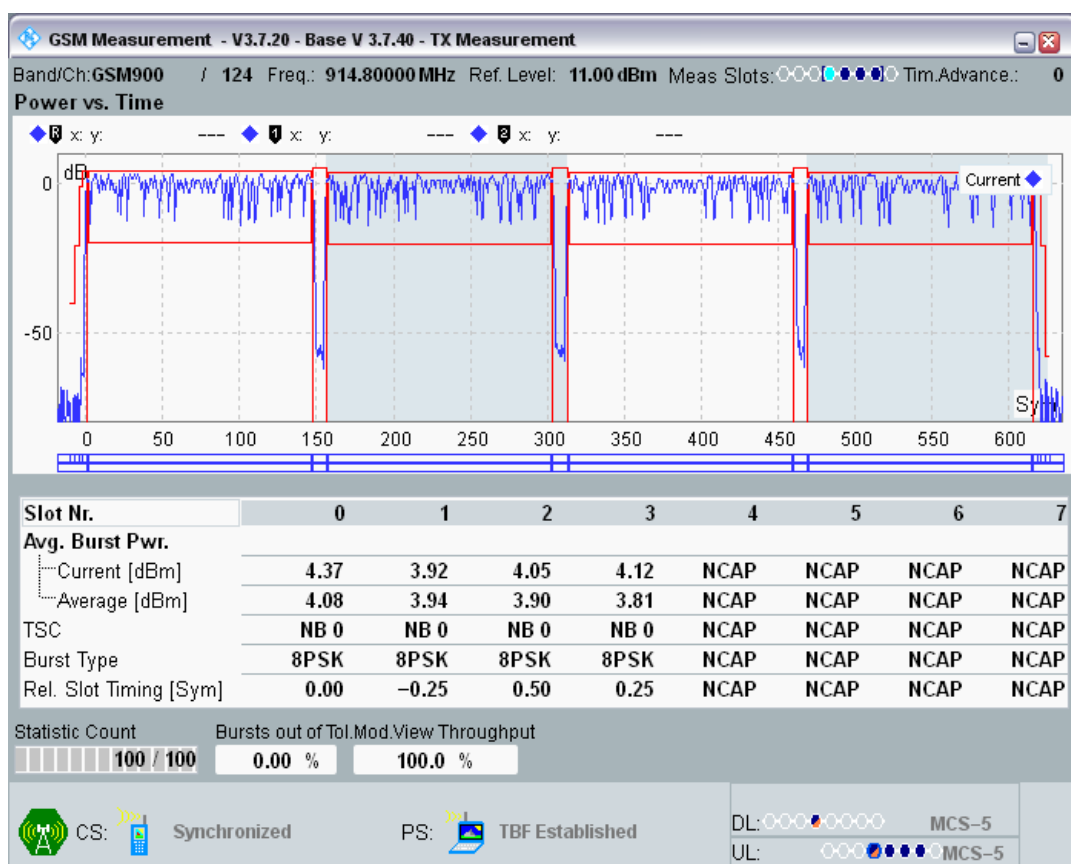 GSM Measurement - V3.7.20 - Base V 3.7.40 - TX Measurement
Band/Ch:GSM900 / 124 Freq.: 914.80000 MHz Ref. Level: 11.00 dBm Meas Slots: Tim.Advance.: 0
Power vs. Time
R x: y: --- 1 x: y: --- 2 x: y: ---
dB
Current
0
-50
Sym
0 50 100 150 200 250 300 350 400 450 500 550 600
Slot Nr. 0 1 2 3 4 5 6 7
Avg. Burst Pwr.
Current [dBm] 4.37 3.92 4.05 4.12 NCAP NCAP NCAP NCAP
Average [dBm] 4.08 3.94 3.90 3.81 NCAP NCAP NCAP NCAP
TSC NB 0 NB 0 NB 0 NB 0 NCAP NCAP NCAP NCAP
Burst Type 8PSK 8PSK 8PSK 8PSK NCAP NCAP NCAP NCAP
Rel. Slot Timing [Sym] 0.00 −0.25 0.50 0.25 NCAP NCAP NCAP NCAP
Statistic Count Bursts out of Tol.Mod.View Throughput
100 / 100 0.00 % 100.0 %
CS: Synchronized PS: TBF Established
DL: MCS−5
UL: MCS−5